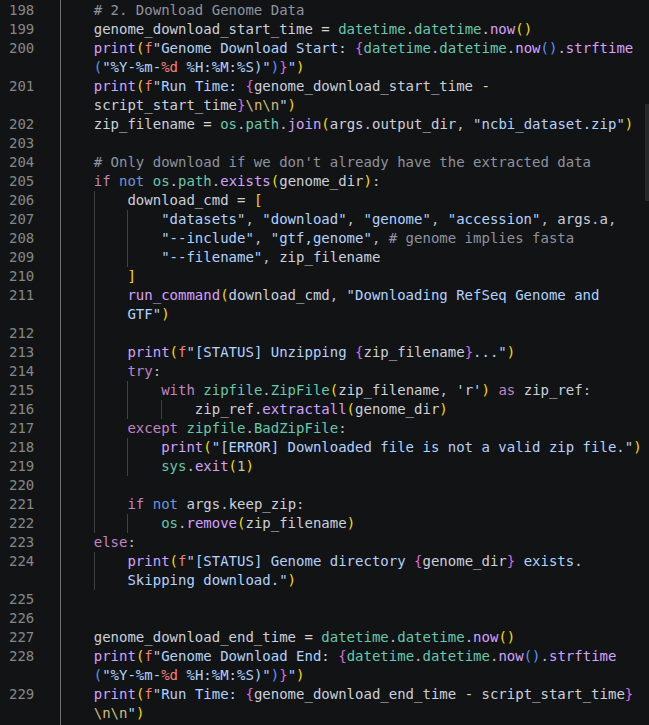 198 # 2. Download Genome Data
199 genome_download_start_time = datetime.datetime.now()
200 print(f"Genome Download Start: {datetime.datetime.now().strftime
("%Y-%m-%d %H:%M:%S)")}")
201 print(f"Run Time: {genome_download_start_time -
script_start_time}\n\n")
202 zip_filename = os.path.join(args.output_dir, "ncbi_dataset.zip")
203
204 # Only download if we don't already have the extracted data
205 if not os.path.exists(genome_dir):
206 download_cmd = [
207 "datasets", "download", "genome", "accession", args.a,
208 "--include", "gtf,genome", # genome implies fasta
209 "--filename", zip_filename
210 ]
211 run_command(download_cmd, "Downloading RefSeq Genome and
GTF")
212
213 print(f"[STATUS] Unzipping {zip_filename}...")
214 try:
215 with zipfile.ZipFile(zip_filename, 'r') as zip_ref:
216 zip_ref.extractall(genome_dir)
217 except zipfile.BadZipFile:
218 print("[ERROR] Downloaded file is not a valid zip file.")
219 sys.exit(1)
220
221 if not args.keep_zip:
222 os.remove(zip_filename)
223 else:
224 print(f"[STATUS] Genome directory {genome_dir} exists.
Skipping download.")
225
226
227 genome_download_end_time = datetime.datetime.now()
228 print(f"Genome Download End: {datetime.datetime.now().strftime
("%Y-%m-%d %H:%M:%S)")}")
229 print(f"Run Time: {genome_download_end_time - script_start_time}
\n\n")